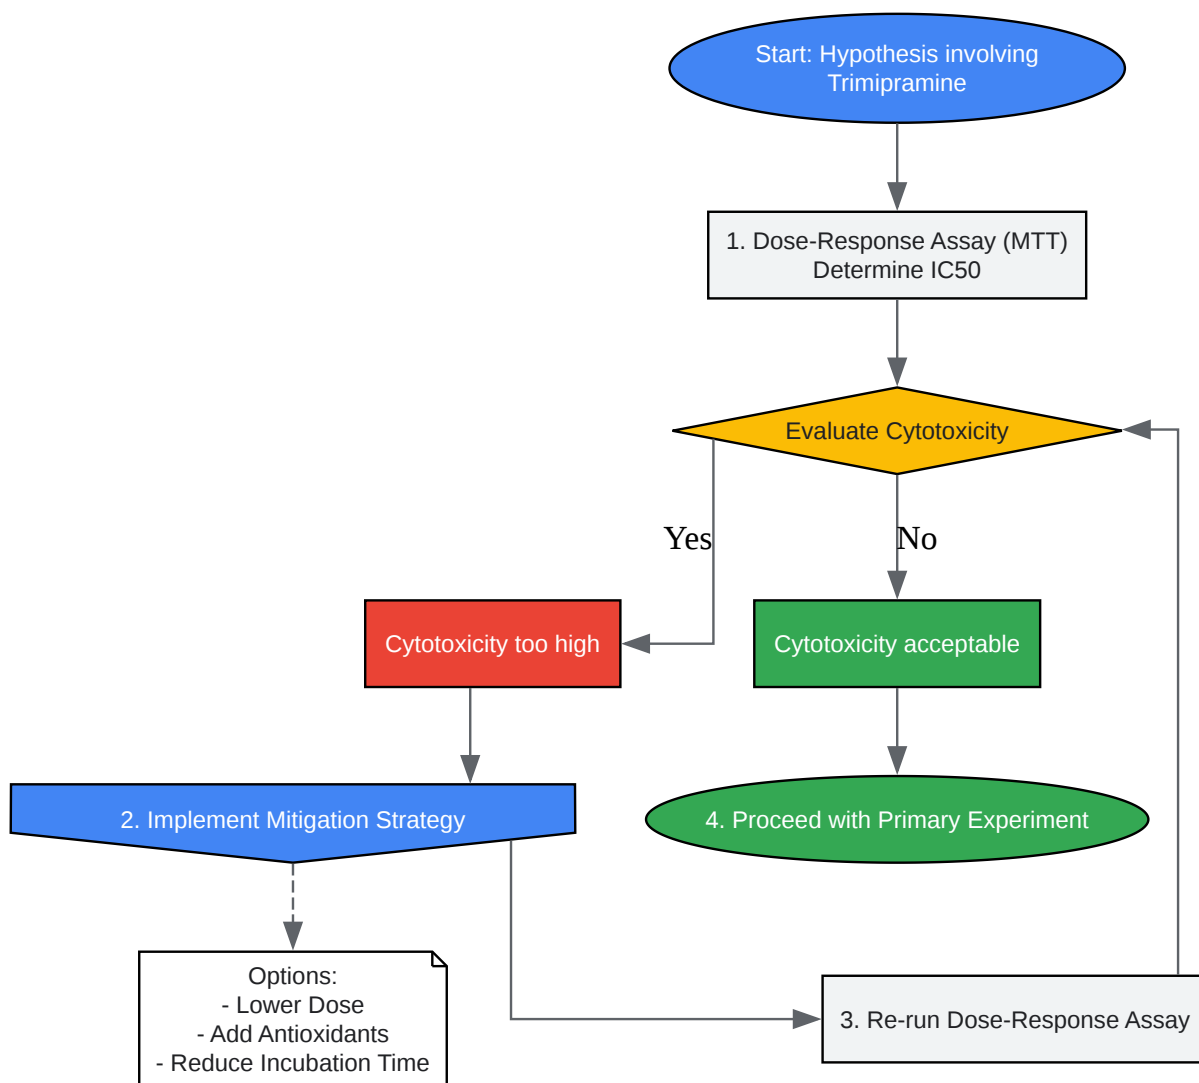 Start: Hypothesis involving
Trimipramine
1. Dose-Response Assay (MTT)
Determine IC50
Evaluate Cytotoxicity
Yes
No
Cytotoxicity too high
Cytotoxicity acceptable
2. Implement Mitigation Strategy
4. Proceed with Primary Experiment
Options:
- Lower Dose
- Add Antioxidants
- Reduce Incubation Time
3. Re-run Dose-Response Assay